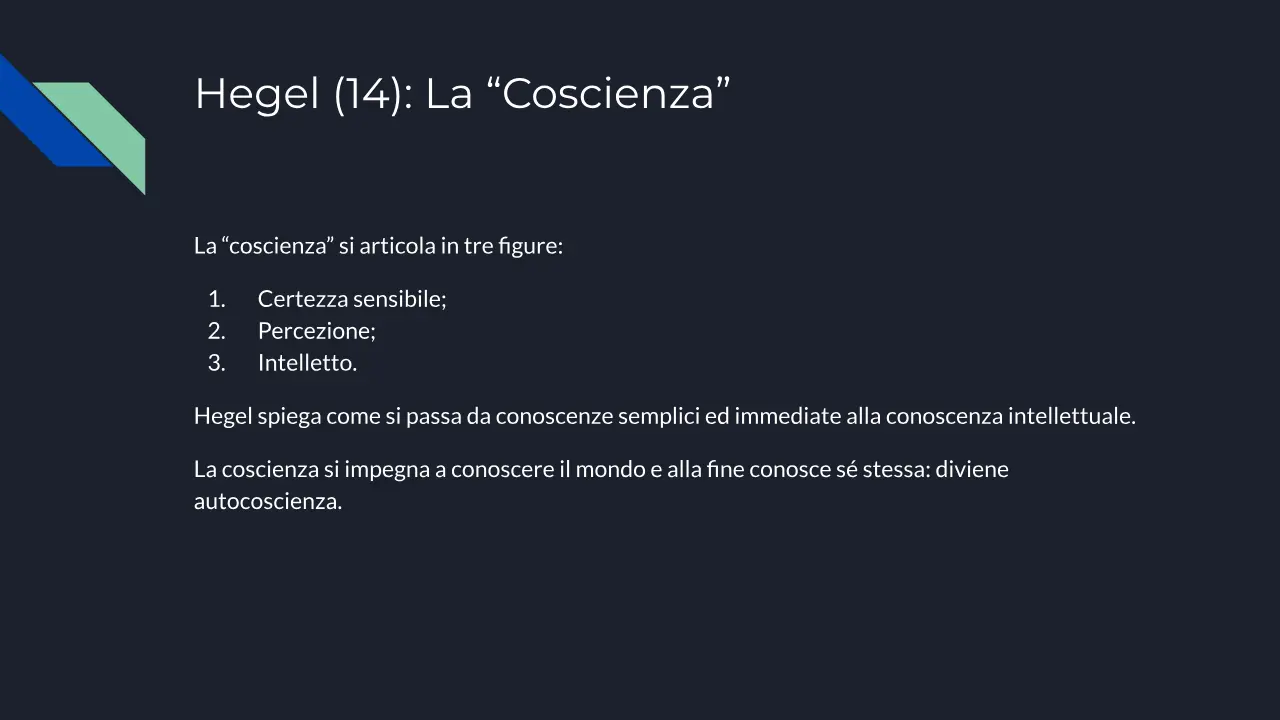 Hegel (14): La “Coscienza”
La “coscienza” si articola in tre figure:
1. Certezza sensibile;
2. Percezione;
3. Intelletto.
Hegel spiega come si passa da conoscenze semplici ed immediate alla conoscenza intellettuale.
La coscienza si impegna a conoscere il mondo e alla fine conosce sé stessa: diviene
autocoscienza.